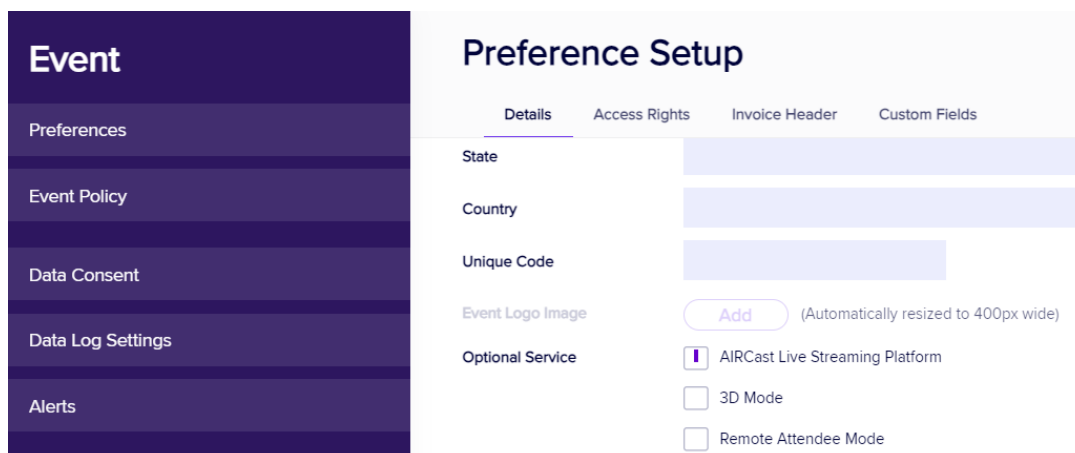 Event
Preferences
Event Policy
Data Consent
Data Log Settings
Alerts
Preference Setup
Details Access Rights Invoice Header Custom Fields
State
Country
Unique Code
Event Logo Image Add (Automatically resized to 400px wide)
Optional Service AIRCast Live Streaming Platform
3D Mode
Remote Attendee Mode